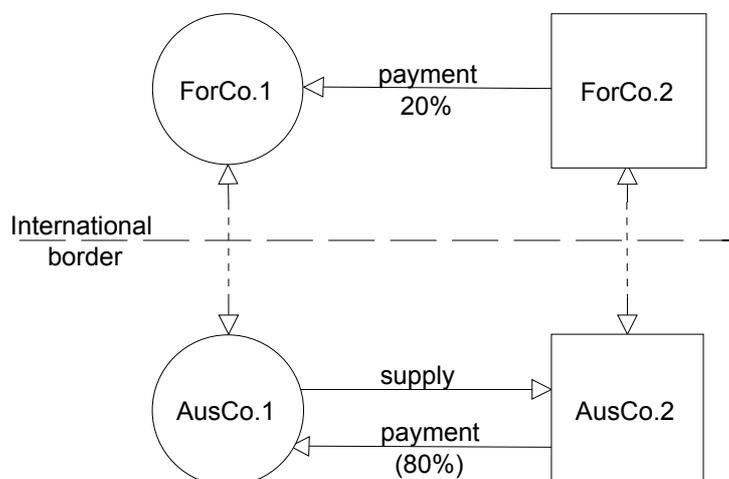 ForCo.1
payment
20%
ForCo.2
International
border
AusCo.1
supply
payment
(80%)
AusCo.2